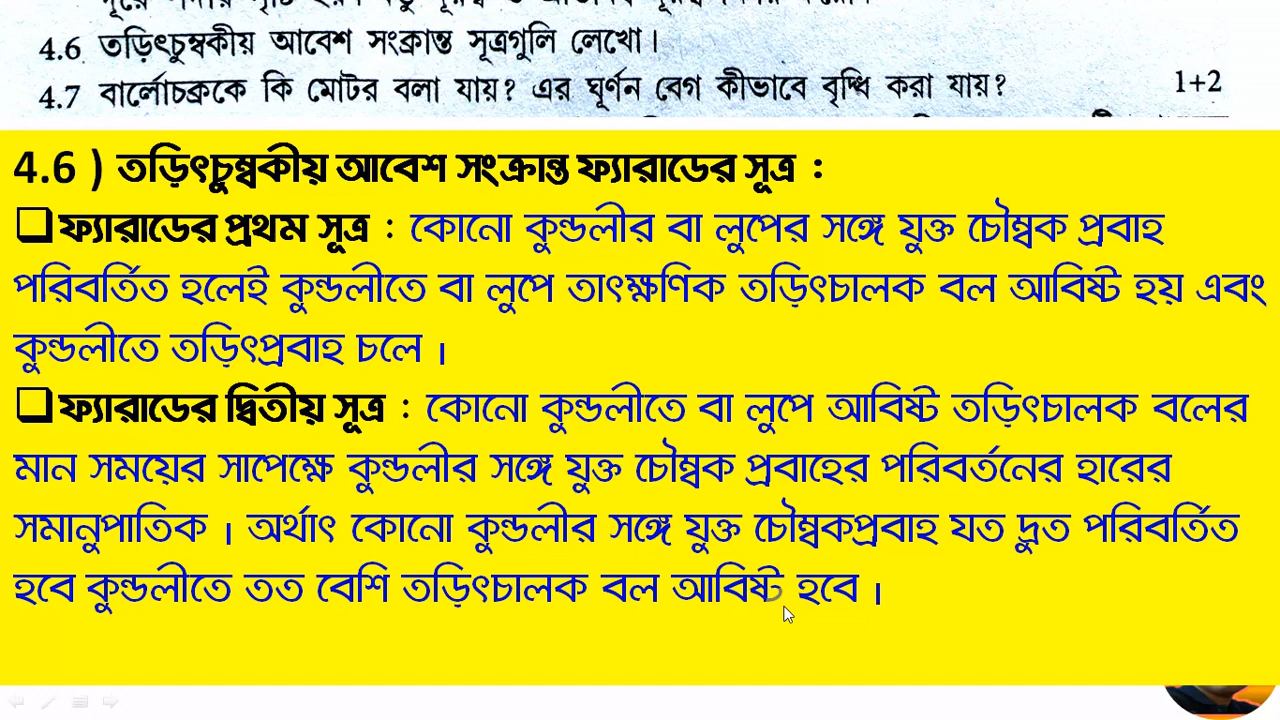 4.6 তড়িৎচুম্বকীয় আবেশ সংক্রান্ত সূত্রগুলি লেখো।
4.7 বার্লোচক্রকে কি মোটর বলা যায়? এর ঘূর্ণন বেগ কীভাবে বৃদ্ধি করা যায়? 1+2
4.6 ) তড়িৎচুম্বকীয় আবেশ সংক্রান্ত ফ্যারাডের সূত্র :
❑ফ্যারাডের প্রথম সূত্র : কোনো কুন্ডলীর বা লুপের সঙ্গে যুক্ত চৌম্বক প্রবাহ
পরিবর্তিত হলেই কুন্ডলীতে বা লুপে তাৎক্ষণিক তড়িৎচালক বল আবিষ্ট হয় এবং
কুন্ডলীতে তড়িৎপ্রবাহ চলে ।
❑ফ্যারাডের দ্বিতীয় সূত্র : কোনো কুন্ডলীতে বা লুপে আবিষ্ট তড়িৎচালক বলের
মান সময়ের সাপেক্ষে কুন্ডলীর সঙ্গে যুক্ত চৌম্বক প্রবাহের পরিবর্তনের হারের
সমানুপাতিক । অর্থাৎ কোনো কুন্ডলীর সঙ্গে যুক্ত চৌম্বকপ্রবাহ যত দ্রুত পরিবর্তিত
হবে কুন্ডলীতে তত বেশি তড়িৎচালক বল আবিষ্ট হবে ।